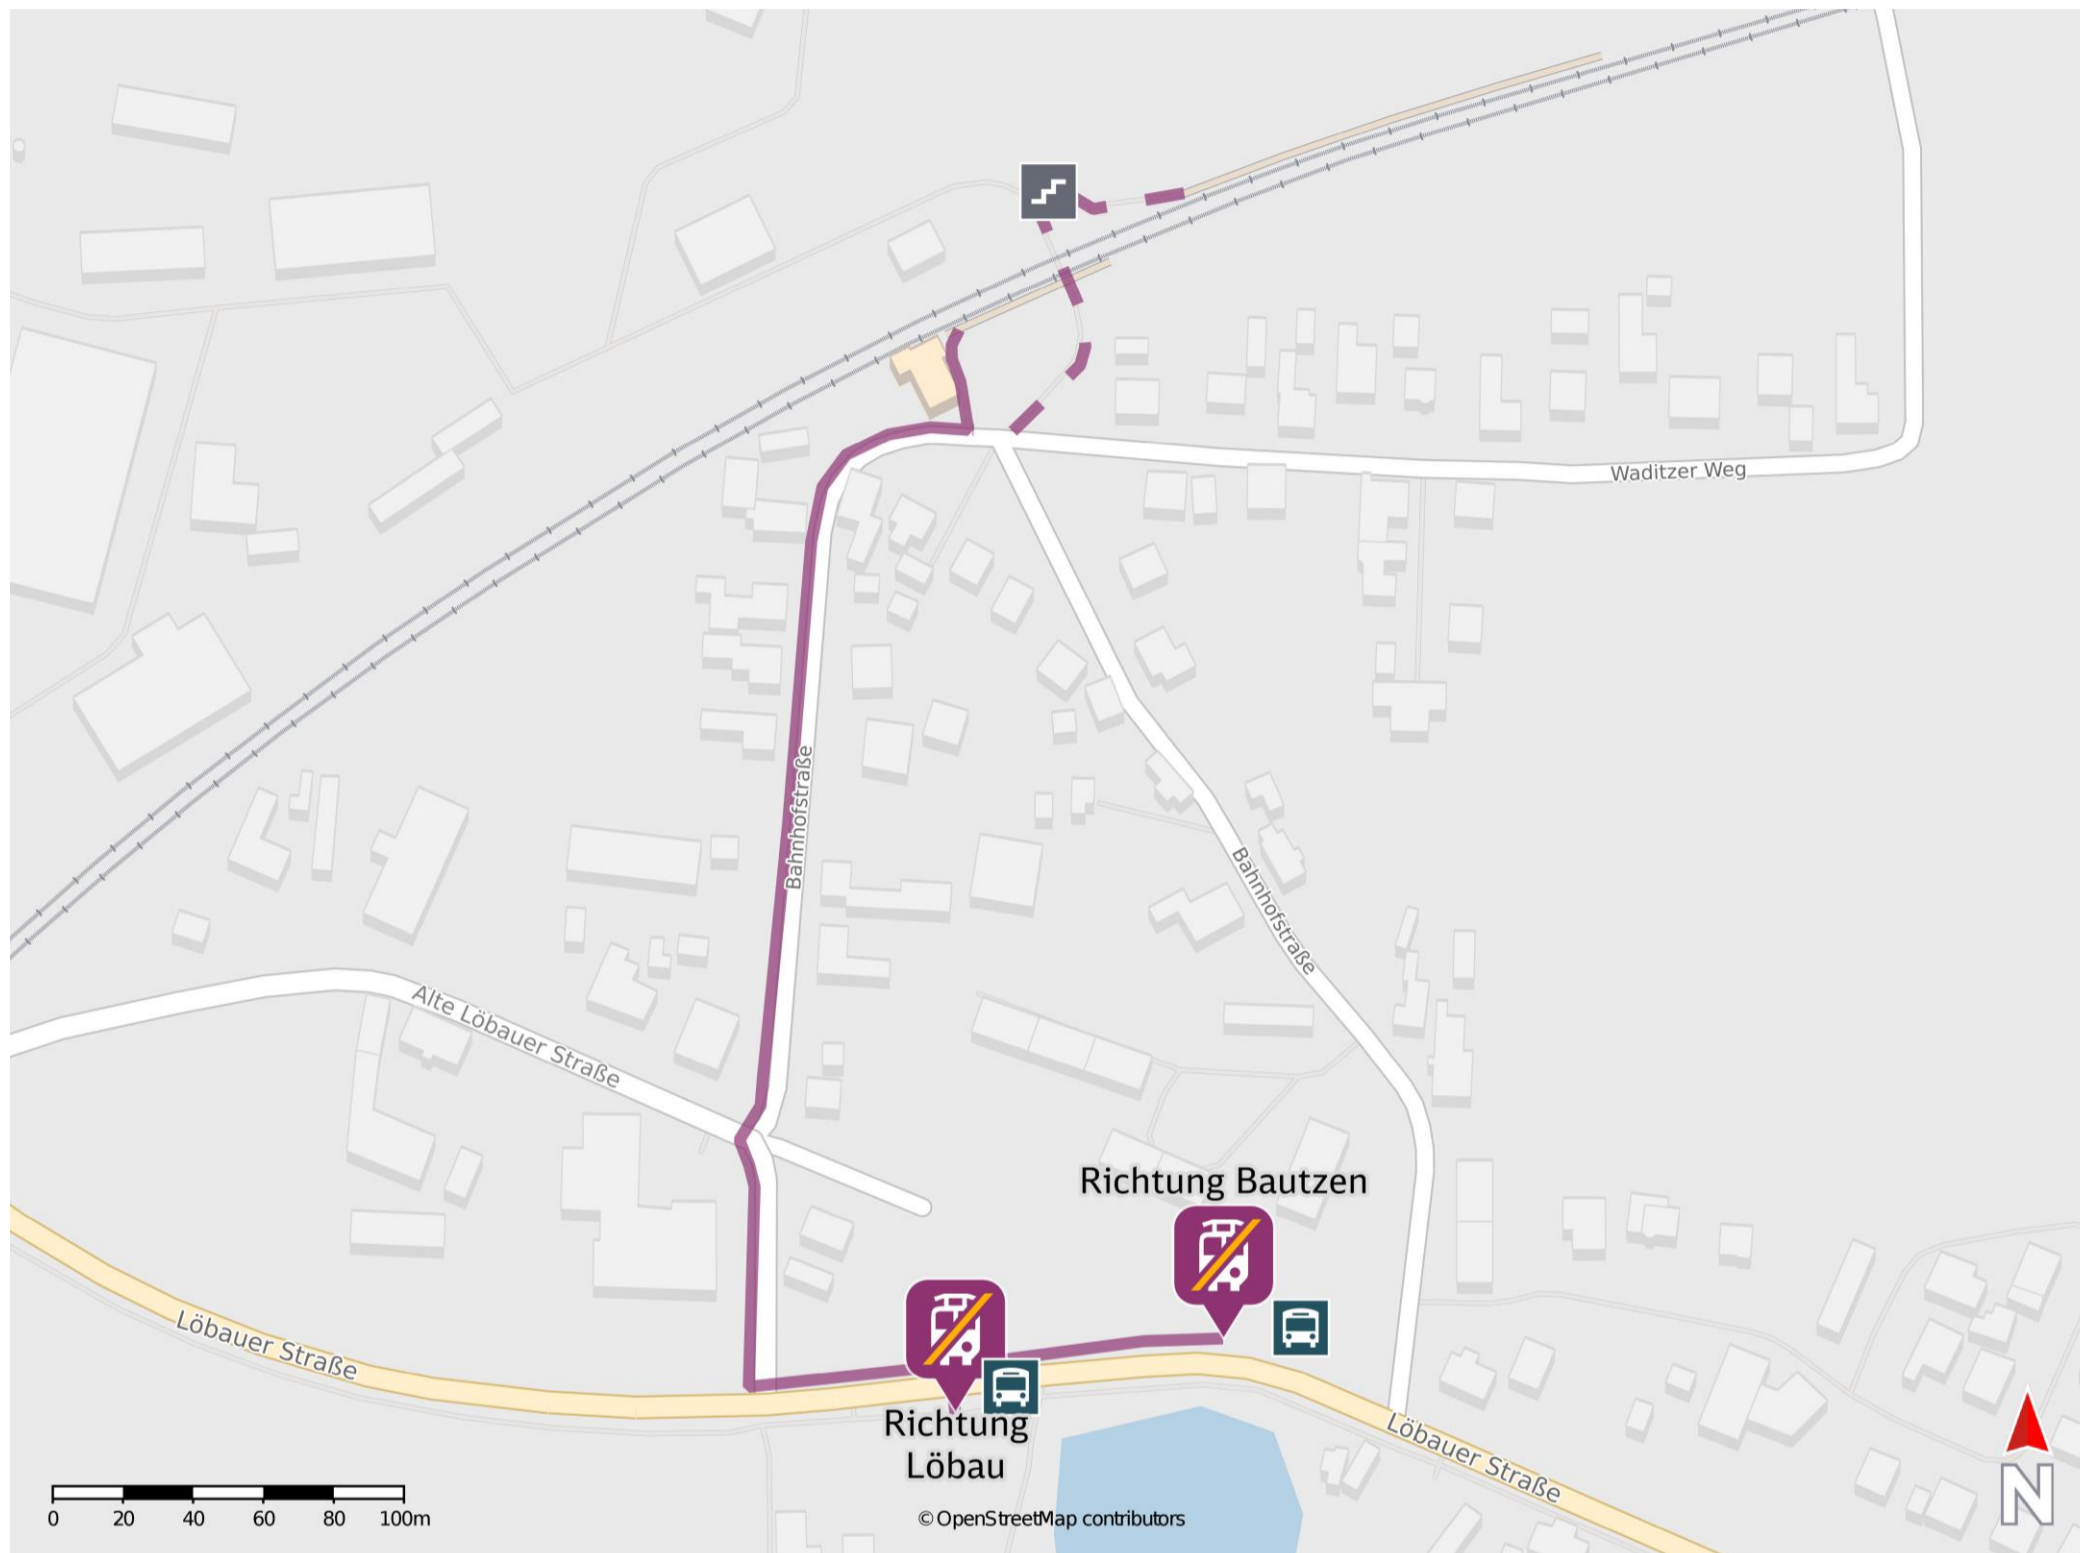 Waditzer Weg
Bahnhofstraße
Bahnhofstraße
Alte Löbauer Straße
Richtung Bautzen
Löbauer Straße
Richtung
Löbau
Löbauer Straße
N
0 20 40 60 80 100m
© OpenStreetMap contributors